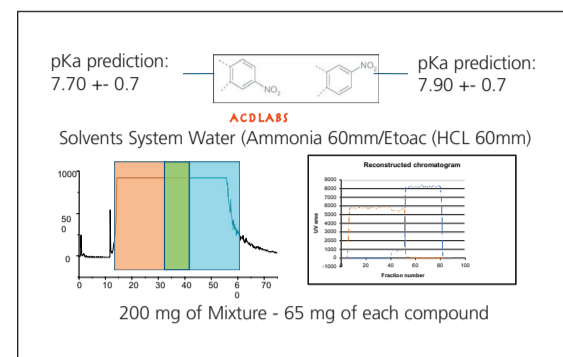 pKa prediction:
7.70 +- 0.7
NO2
NO2
pKa prediction:
7.90 +- 0.7
ACDLABS
Solvents System Water (Ammonia 60mm/Etoac (HCL 60mm)
1000
50
0
0
0 10 20 30 40 50 6 70
0
Reconstructed chromatogram
UV area
9000
8000
7000
6000
5000
4000
3000
2000
1000
0
-1000
0 20 40 60 80 100
Fraction number
200 mg of Mixture - 65 mg of each compound